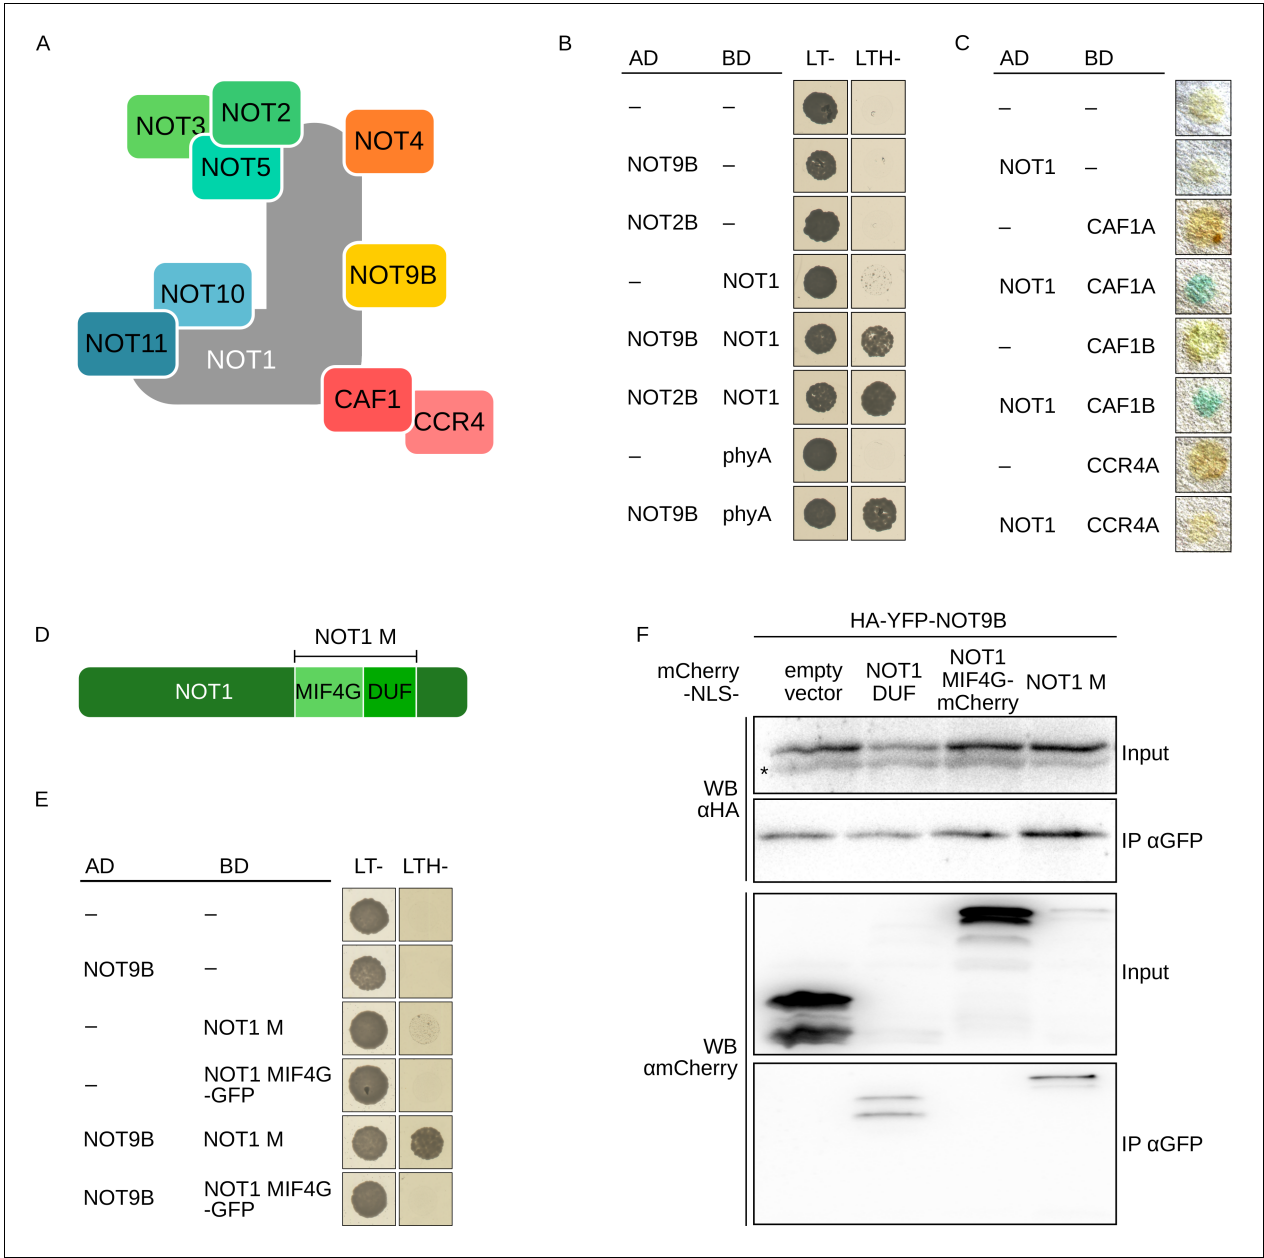 A
NOT3
NOT2
NOT5
NOT4
NOT9B
NOT10
NOT11
NOT1
CAF1
CCR4
B
AD BD LT- LTH-
– –
NOT9B –
NOT2B –
– NOT1
NOT9B NOT1
NOT2B NOT1
– phyA
NOT9B phyA
C
AD BD
– –
NOT1 –
– CAF1A
NOT1 CAF1A
– CAF1B
NOT1 CAF1B
– CCR4A
NOT1 CCR4A
D
NOT1 M
NOT1 MIF4G DUF
E
AD BD LT- LTH-
– –
NOT9B –
– NOT1 M
– NOT1 MIF4G
-GFP
NOT9B NOT1 M
NOT9B NOT1 MIF4G
-GFP
F
HA-YFP-NOT9B
mCherry
-NLS-
empty
vector
NOT1
DUF
NOT1
MIF4G-
mCherry
NOT1 M
*
WB
αHA
Input
IP αGFP
WB
αmCherry
Input
IP αGFP